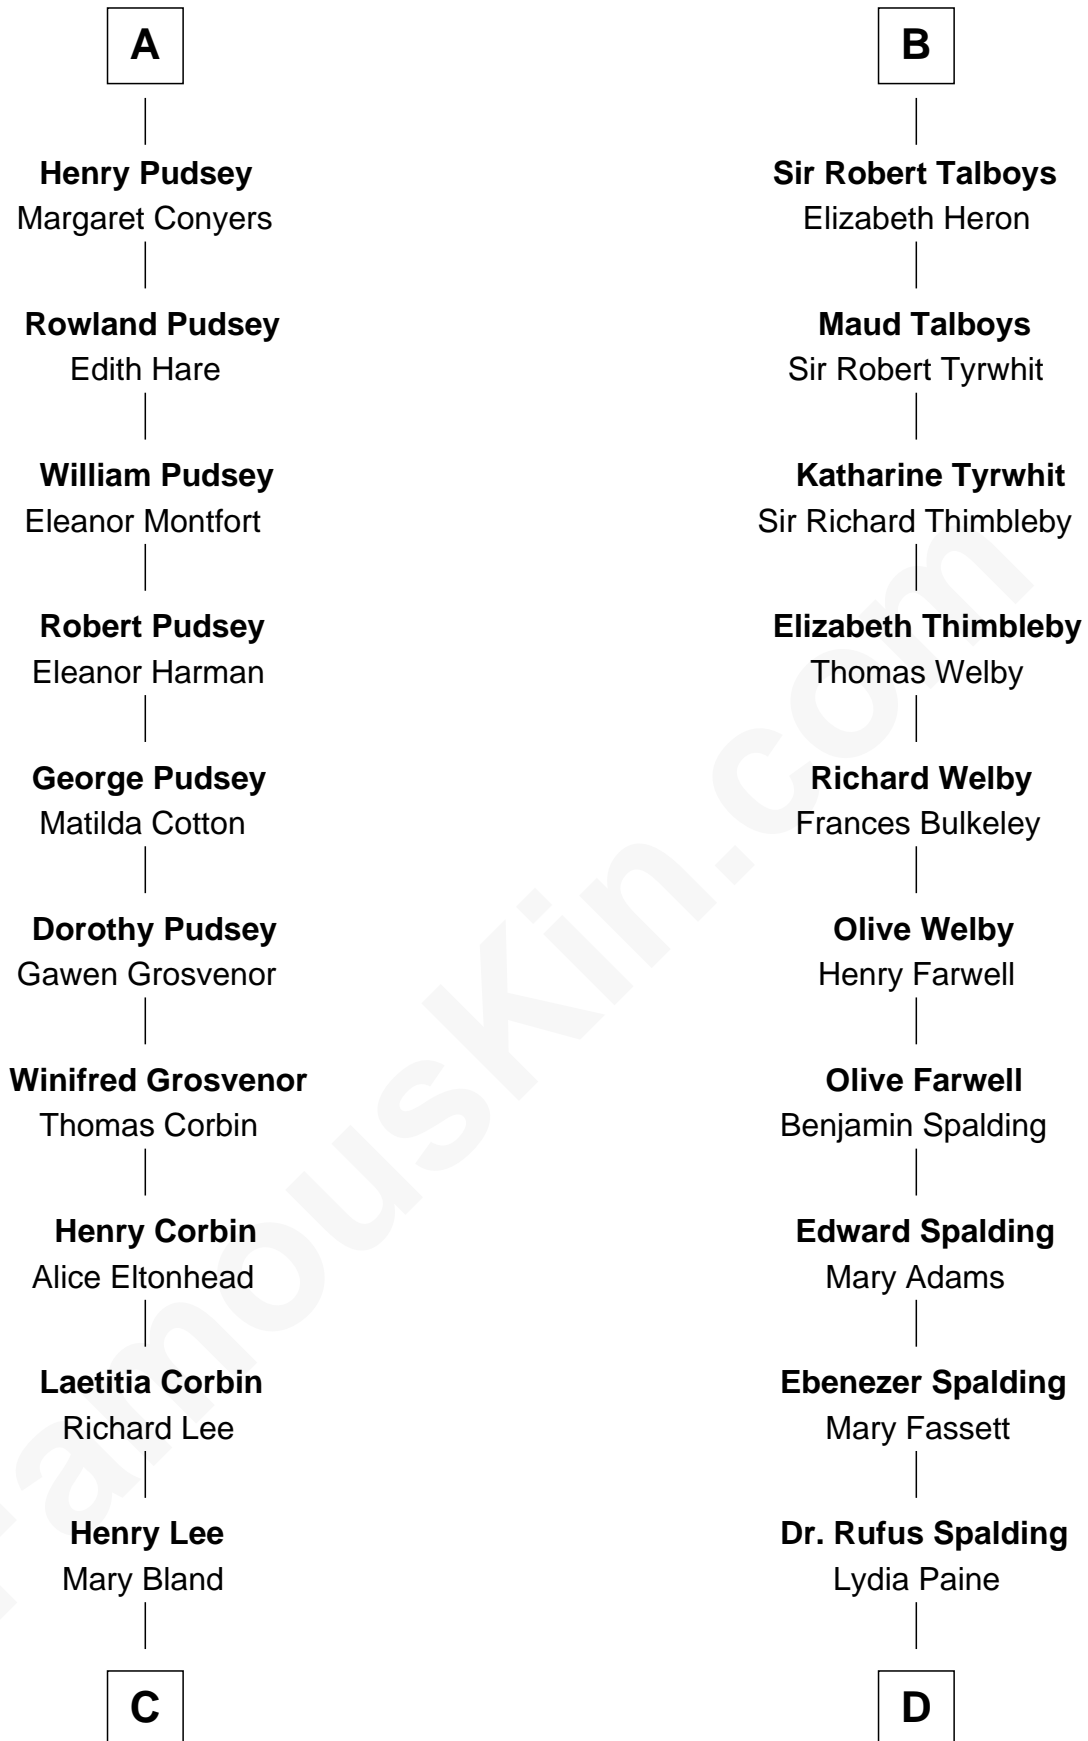 A
Henry Pudsey
Margaret Conyers
Rowland Pudsey
Edith Hare
William Pudsey
Eleanor Montfort
Robert Pudsey
Eleanor Harman
George Pudsey
Matilda Cotton
Dorothy Pudsey
Gawen Grosvenor
Winifred Grosvenor
Thomas Corbin
Henry Corbin
Alice Eltonhead
Laetitia Corbin
Richard Lee
Henry Lee
Mary Bland
C
B
Sir Robert Talboys
Elizabeth Heron
Maud Talboys
Sir Robert Tyrwhit
Katharine Tyrwhit
Sir Richard Thimbleby
Elizabeth Thimbleby
Thomas Welby
Richard Welby
Frances Bulkeley
Olive Welby
Henry Farwell
Olive Farwell
Benjamin Spalding
Edward Spalding
Mary Adams
Ebenezer Spalding
Mary Fassett
Dr. Rufus Spalding
Lydia Paine
D
FamousKin.com